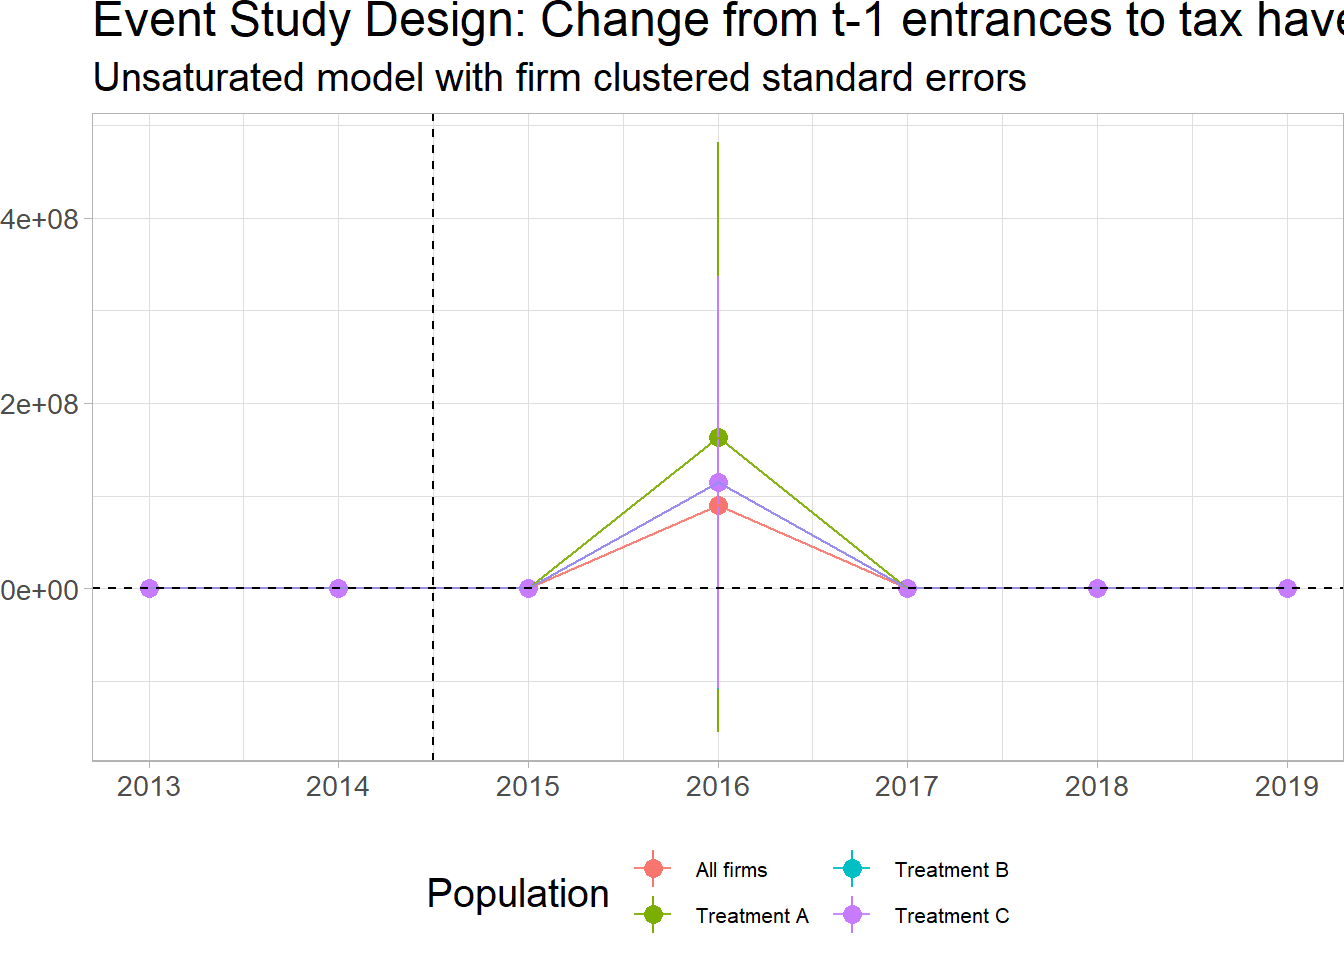 Event Study Design: Change from t-1 entrances to tax have
Unsaturated model with firm clustered standard errors
4e+08
2e+08
0e+00
2013 2014 2015 2016 2017 2018 2019
Population
All firms
Treatment A
Treatment B
Treatment C